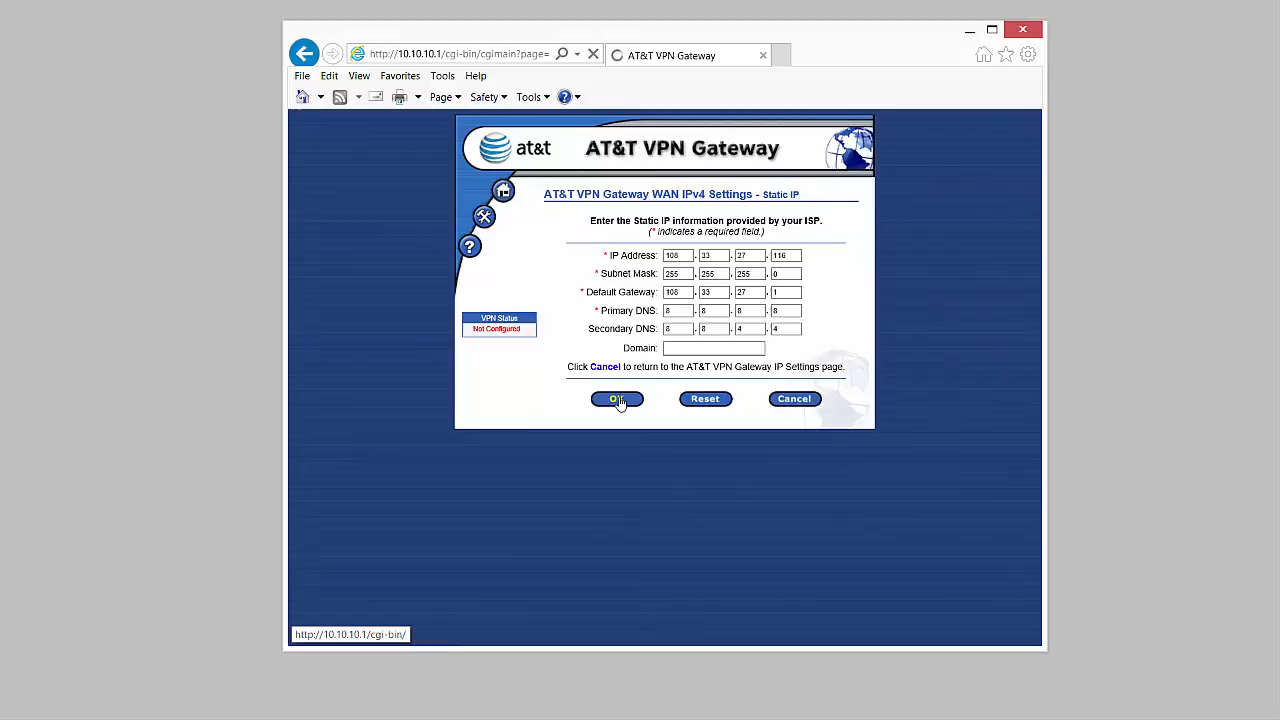 http://10.10.10.1/cgi-bin/cgimain?page=
AT&T VPN Gateway
File Edit View Favorites Tools Help
Page Safety Tools
at&t AT&T VPN Gateway
AT&T VPN Gateway WAN IPv4 Settings - Static IP
Enter the Static IP information provided by your ISP.
(* indicates a required field.)
* IP Address: 108 . 33 . 27 . 116
* Subnet Mask: 255 . 255 . 255 . 0
* Default Gateway: 108 . 33 . 27 . 1
* Primary DNS: 8 . 8 . 8 . 8
Secondary DNS: 8 . 8 . 4 . 4
Domain:
VPN Status
Not Configured
Click Cancel to return to the AT&T VPN Gateway IP Settings page.
OK Reset Cancel
http://10.10.10.1/cgi-bin/